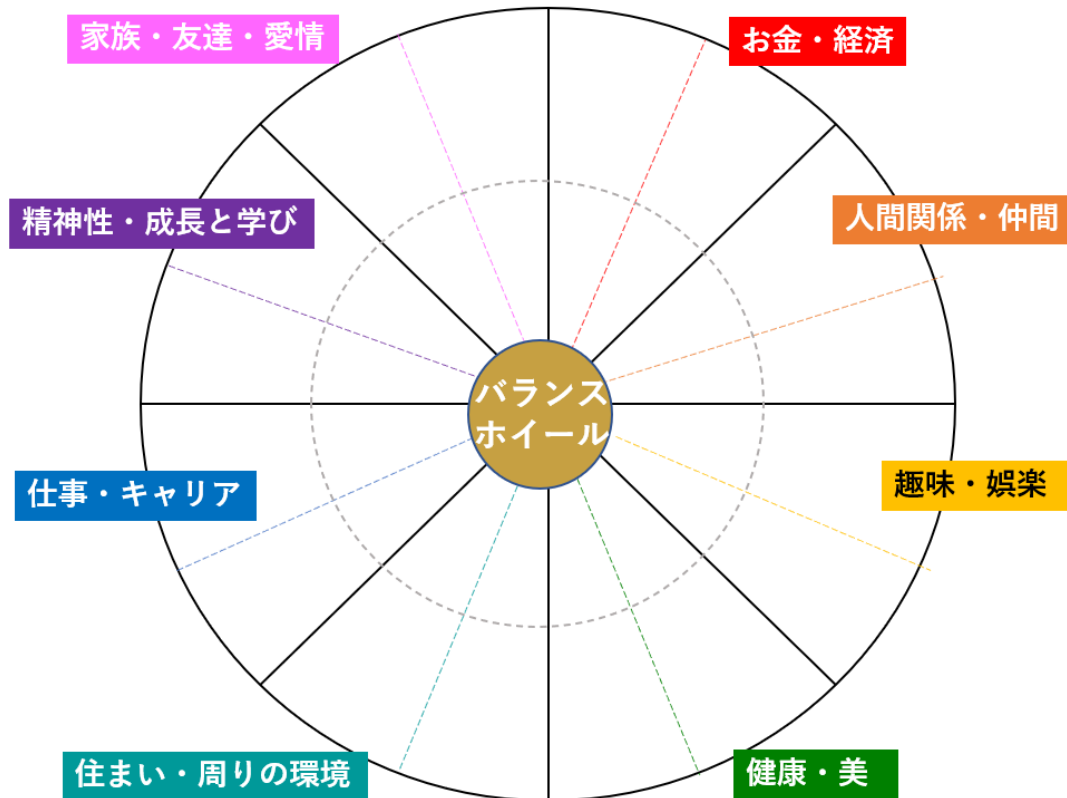 家族・友達・愛情
お金・経済
精神性・成長と学び
人間関係・仲間
バランス
ホイール
仕事・キャリア
趣味・娯楽
住まい・周りの環境
健康・美